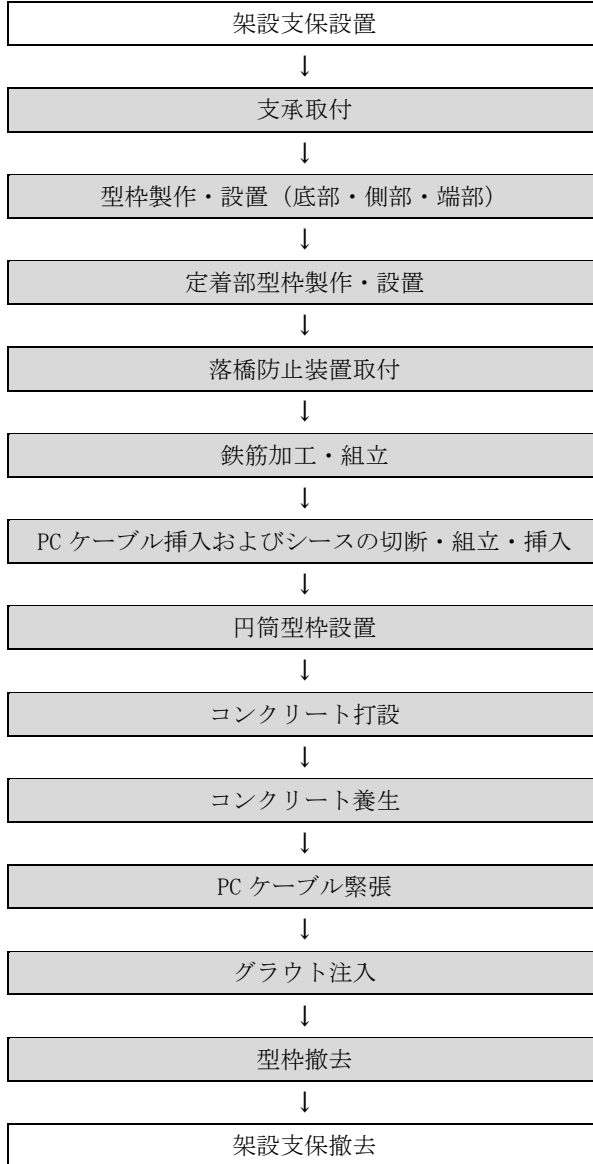 架設支保設置
↓
支承取付
↓
型枠製作・設置（底部・側部・端部）
↓
定着部型枠製作・設置
↓
落橋防止装置取付
↓
鉄筋加工・組立
↓
PC ケーブル挿入およびシースの切断・組立・挿入
↓
円筒型枠設置
↓
コンクリート打設
↓
コンクリート養生
↓
PC ケーブル緊張
↓
グラウト注入
↓
型枠撤去
↓
架設支保撤去